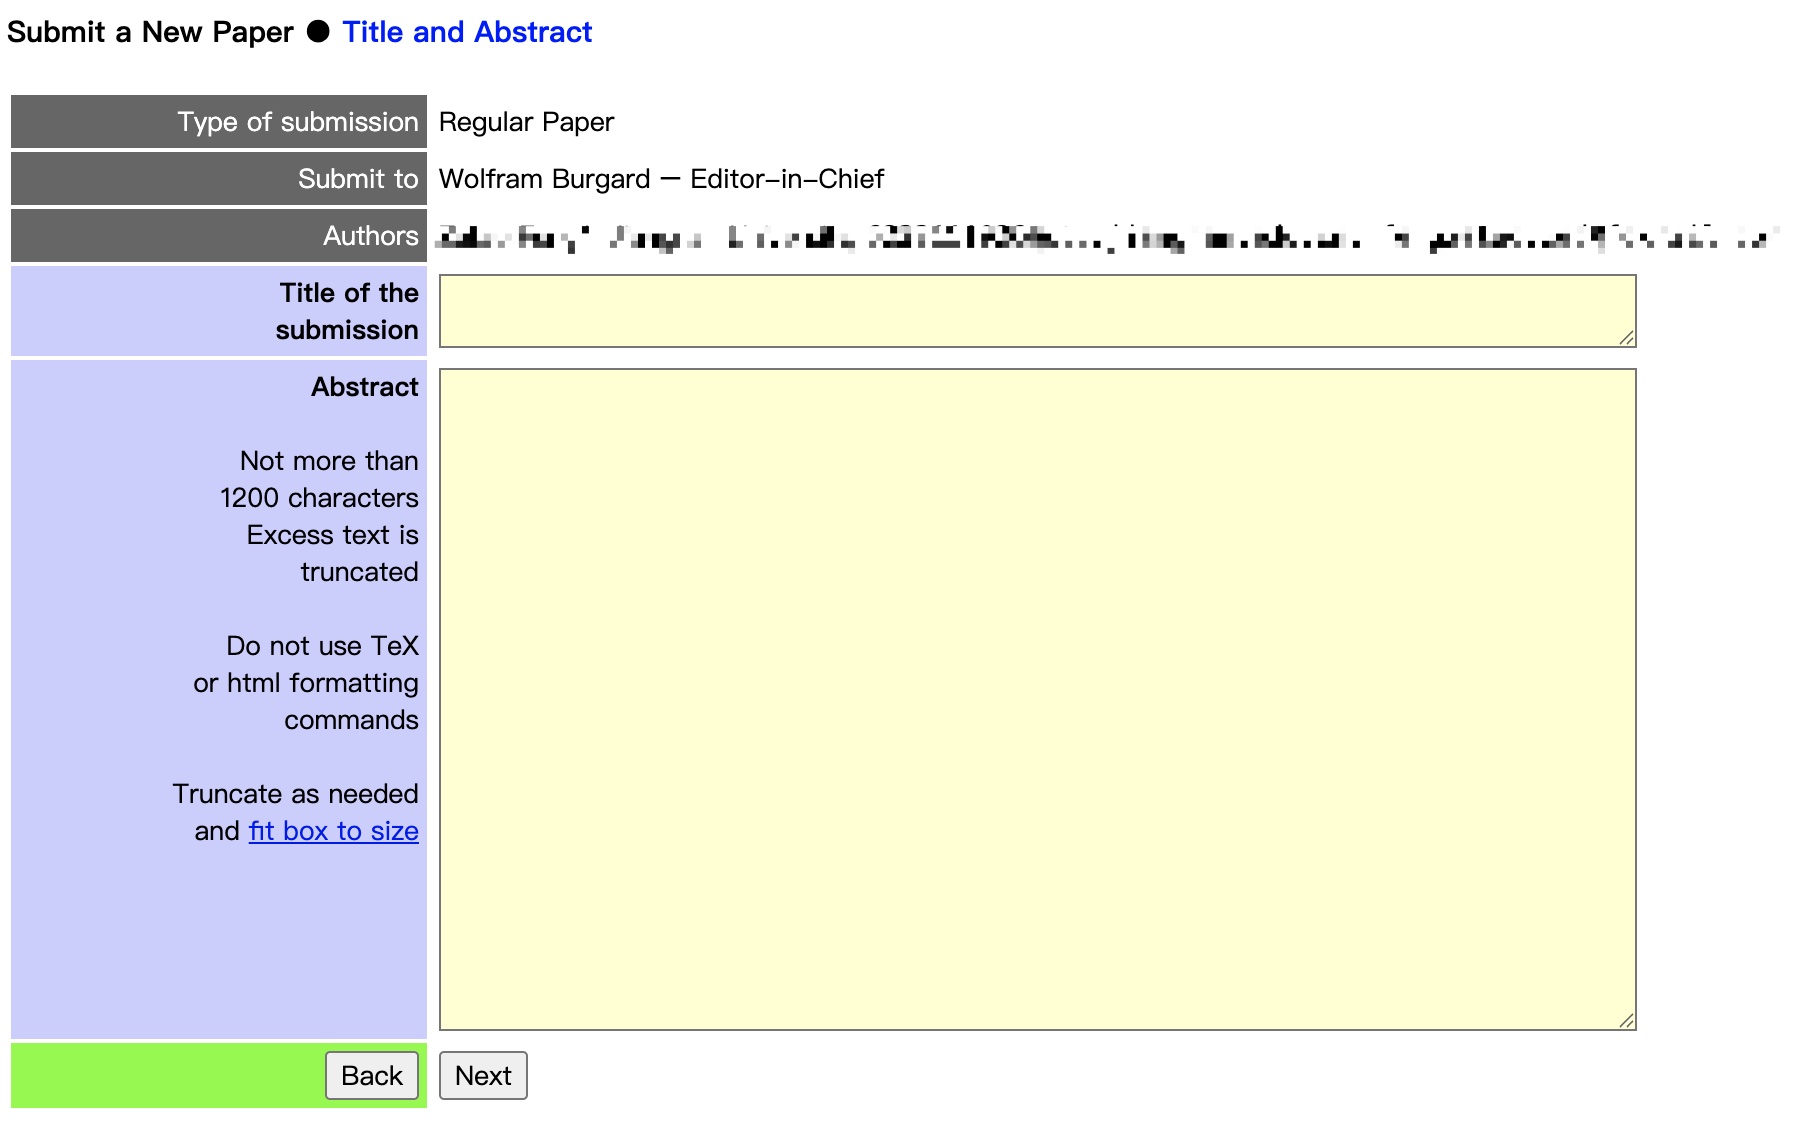 Submit a New Paper ● Title and Abstract
Type of submission Regular Paper
Submit to Wolfram Burgard — Editor-in-Chief
Authors
Title of the
submission
Abstract
Not more than
1200 characters
Excess text is
truncated
Do not use TeX
or html formatting
commands
Truncate as needed
and fit box to size
Back Next